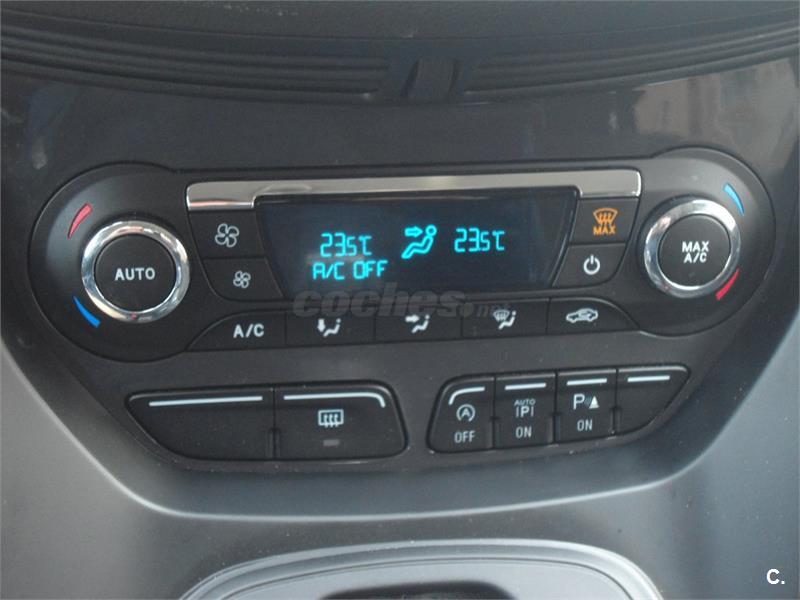 MAX
AUTO
23.5°C
23.5°C
MAX
A/C
A/C OFF
coches.net
A/C
A
OFF
AUTO
P
ON
P
ON
C.